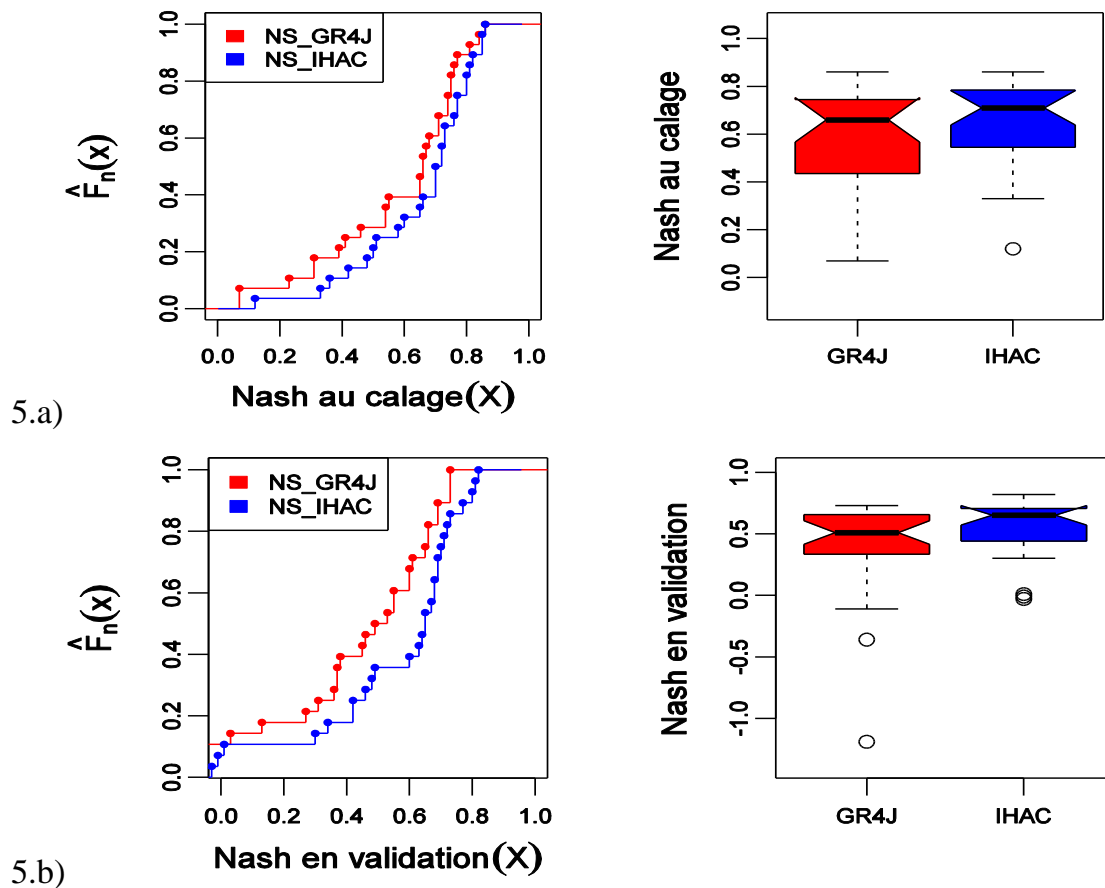 NS_GR4J
NS_IHAC
F̂n(x)
0.0 0.2 0.4 0.6 0.8 1.0
0.0 0.2 0.4 0.6 0.8 1.0
Nash au calage(X)
Nash au calage
0.0 0.2 0.4 0.6 0.8 1.0
GR4J IHAC
5.a)
NS_GR4J
NS_IHAC
F̂n(x)
0.0 0.2 0.4 0.6 0.8 1.0
0.0 0.2 0.4 0.6 0.8 1.0
Nash en validation(X)
Nash en validation
-1.0 -0.5 0.0 0.5 1.0
GR4J IHAC
5.b)